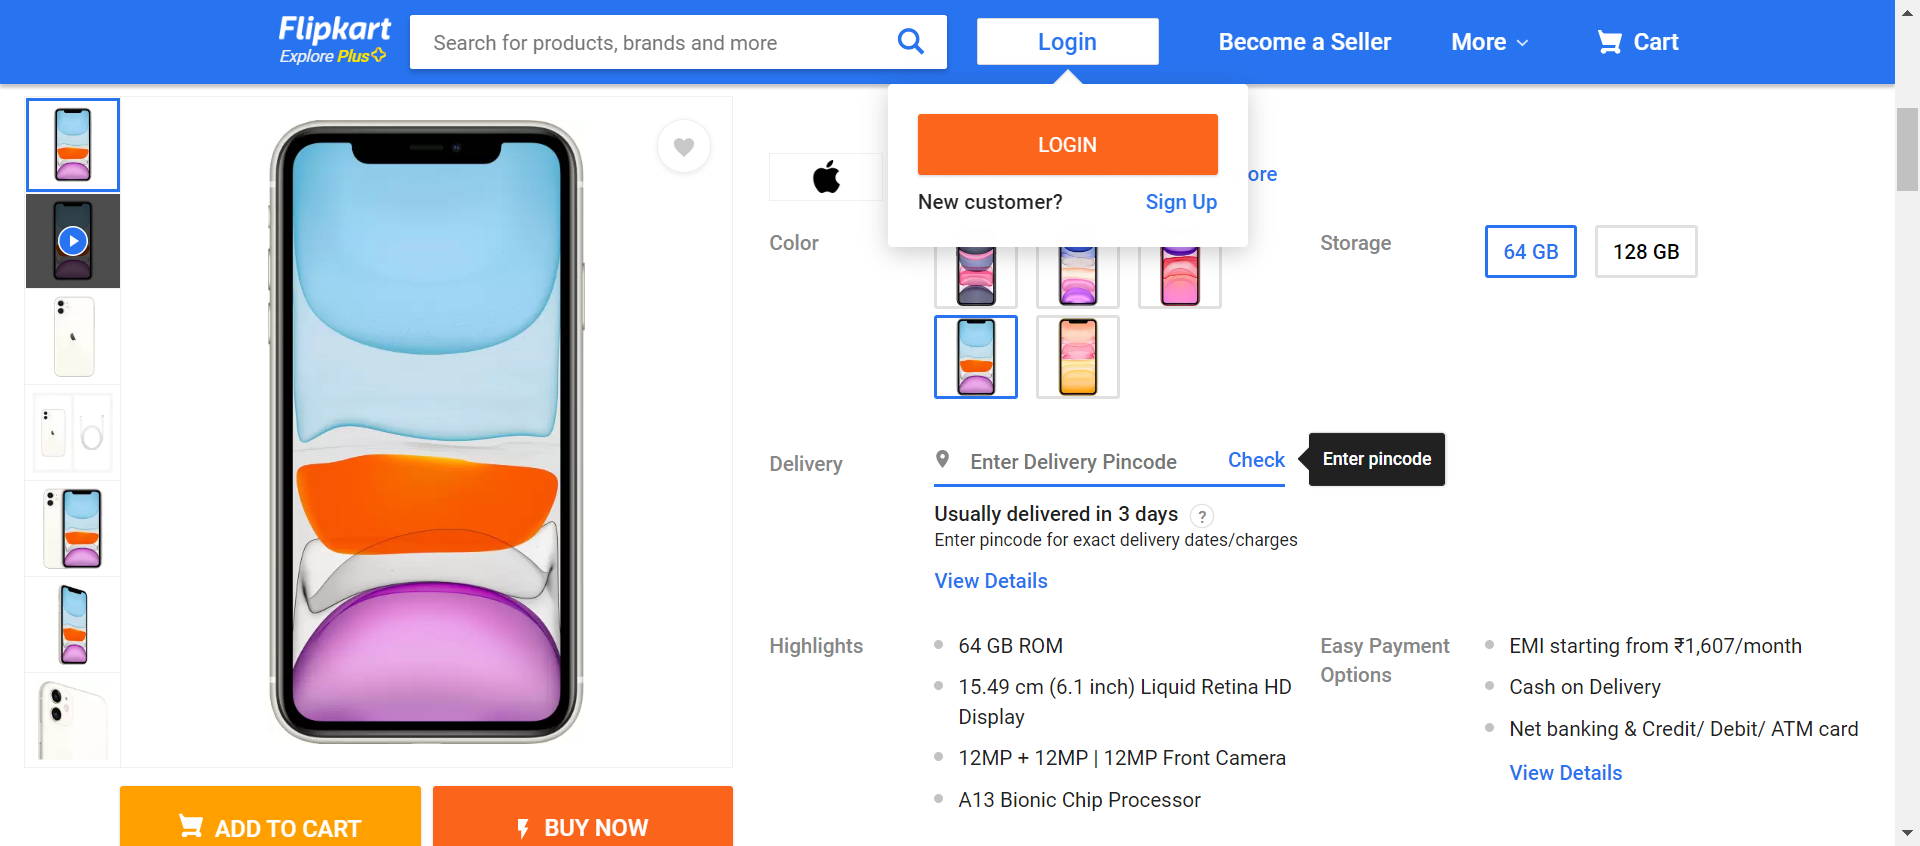 Flipkart
Explore Plus
Search for products, brands and more
Login
Become a Seller
More
Cart
LOGIN
New customer?
Sign Up
ore
Color
Storage
64 GB
128 GB
Delivery
Enter Delivery Pincode
Check
Enter pincode
Usually delivered in 3 days
?
Enter pincode for exact delivery dates/charges
View Details
Highlights
64 GB ROM
15.49 cm (6.1 inch) Liquid Retina HD
Display
12MP + 12MP | 12MP Front Camera
A13 Bionic Chip Processor
Easy Payment
Options
EMI starting from ₹1,607/month
Cash on Delivery
Net banking & Credit/ Debit/ ATM card
View Details
ADD TO CART
BUY NOW